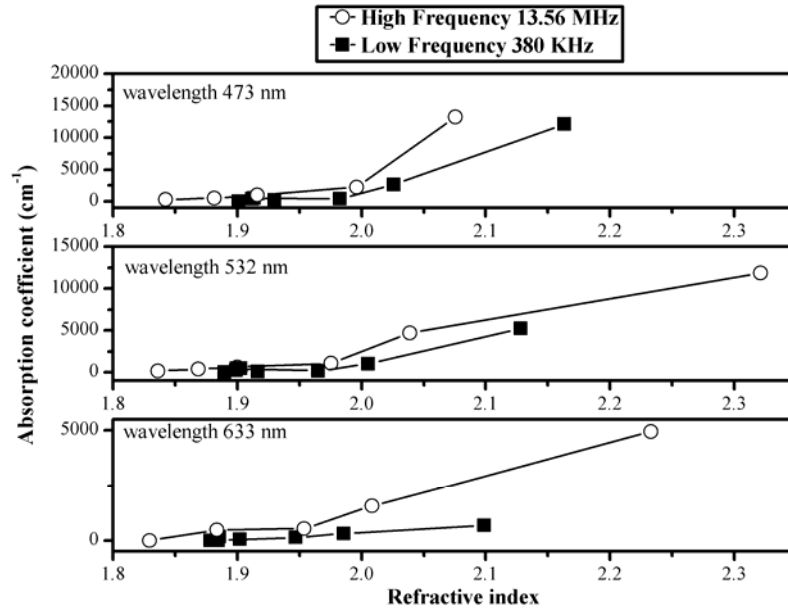 High Frequency 13.56 MHz
Low Frequency 380 KHz
20000
wavelength 473 nm
15000
10000
5000
0
1.8 1.9 2.0 2.1 2.2 2.3
15000
wavelength 532 nm
10000
5000
0
1.8 1.9 2.0 2.1 2.2 2.3
5000
wavelength 633 nm
0
1.8 1.9 2.0 2.1 2.2 2.3
Absorption coefficient (cm⁻¹)
Refractive index